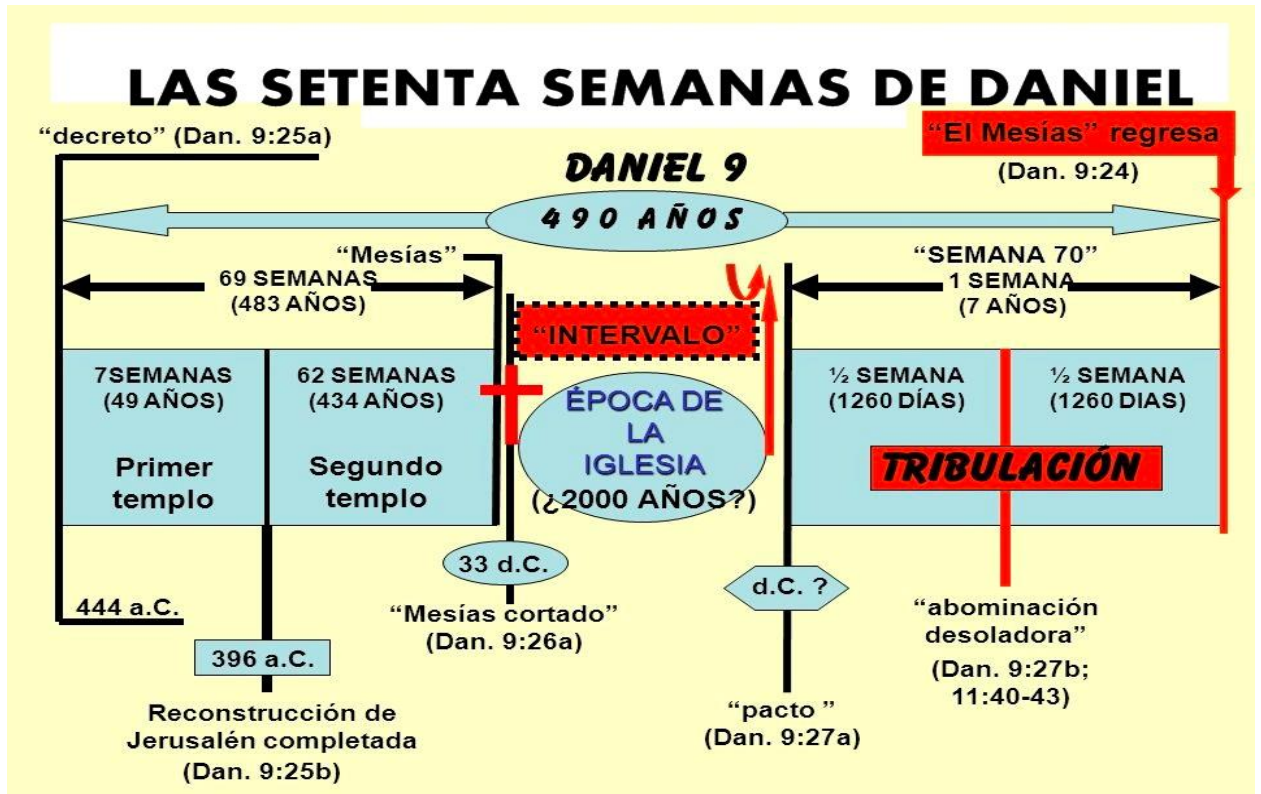 LAS SETENTA SEMANAS DE DANIEL
“decreto” (Dan. 9:25a)
“El Mesías” regresa
(Dan. 9:24)
DANIEL 9
490 AÑOS
“Mesías”
69 SEMANAS
(483 AÑOS)
“SEMANA 70”
1 SEMANA
(7 AÑOS)
“INTERVALO”
7SEMANAS
(49 AÑOS)
Primer
templo
62 SEMANAS
(434 AÑOS)
Segundo
templo
ÉPOCA DE
LA
IGLESIA
(¿2000 AÑOS?)
½ SEMANA
(1260 DÍAS)
½ SEMANA
(1260 DIAS)
TRIBULACIÓN
444 a.C.
396 a.C.
Reconstrucción de
Jerusalén completada
(Dan. 9:25b)
33 d.C.
“Mesías cortado”
(Dan. 9:26a)
d.C. ?
“pacto ”
(Dan. 9:27a)
“abominación
desoladora”
(Dan. 9:27b;
11:40-43)